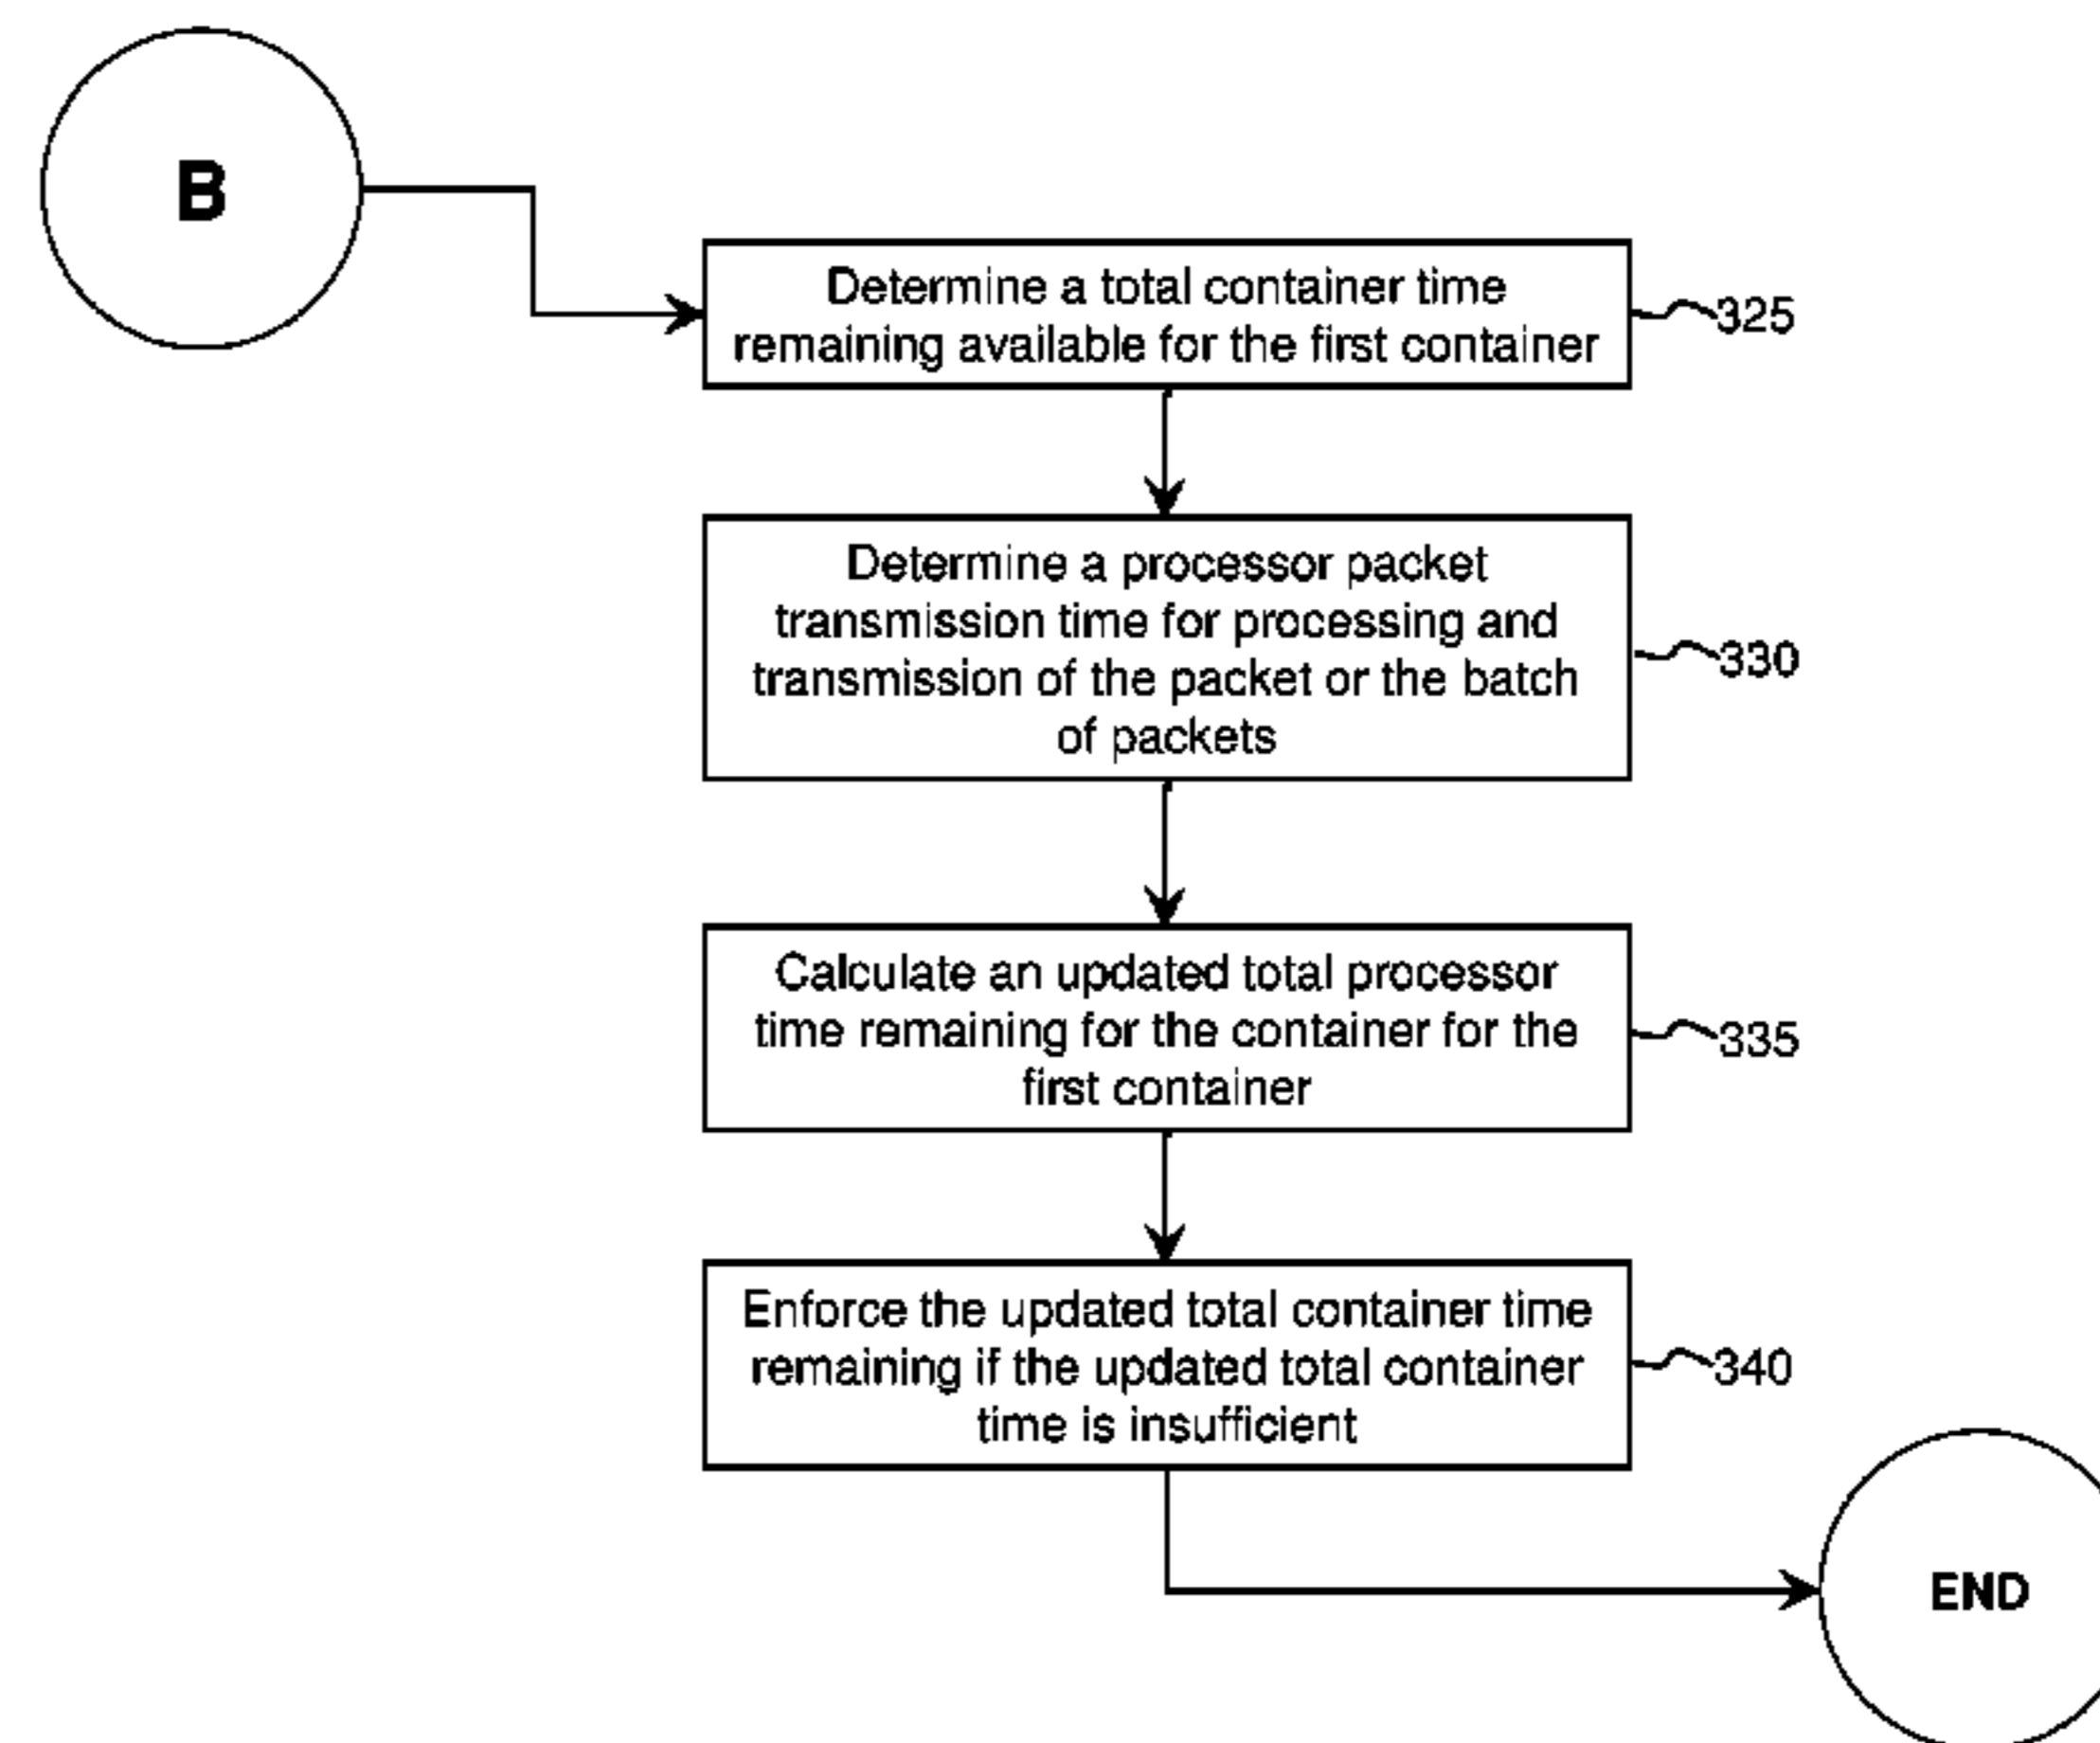 B
Determine a total container time
remaining available for the first container
325
Determine a processor packet
transmission time for processing and
transmission of the packet or the batch
of packets
330
Calculate an updated total processor
time remaining for the container for the
first container
335
Enforce the updated total container time
remaining if the updated total container
time is insufficient
340
END